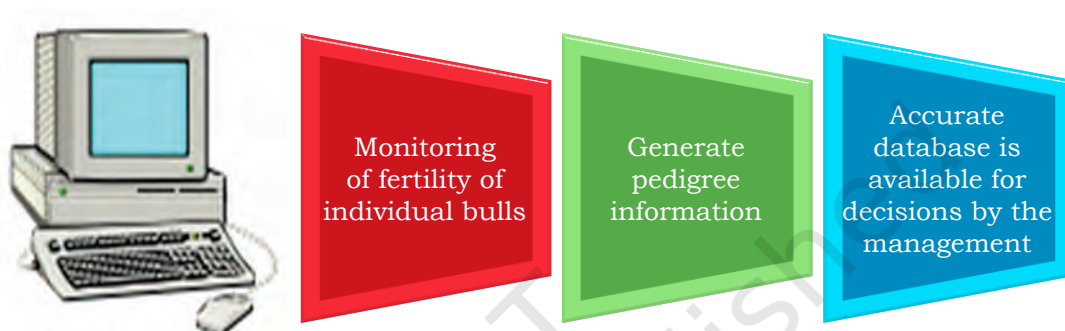 Monitoring
of fertility of
individual bulls
Generate
pedigree
information
Accurate
database is
available for
decisions by the
management